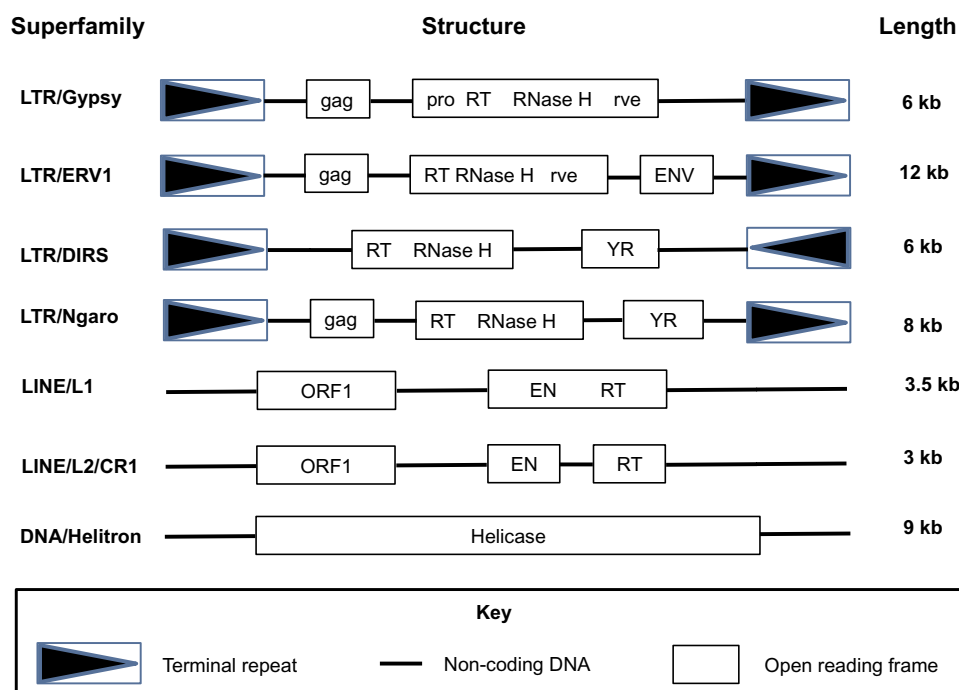 Superfamily Structure Length
LTR/Gypsy gag pro RT RNase H rve 6 kb
LTR/ERV1 gag RT RNase H rve ENV 12 kb
LTR/DIRS RT RNase H YR 6 kb
LTR/Ngaro gag RT RNase H YR 8 kb
LINE/L1 ORF1 EN RT 3.5 kb
LINE/L2/CR1 ORF1 EN RT 3 kb
DNA/Helitron Helicase 9 kb
Key
Terminal repeat Non-coding DNA Open reading frame